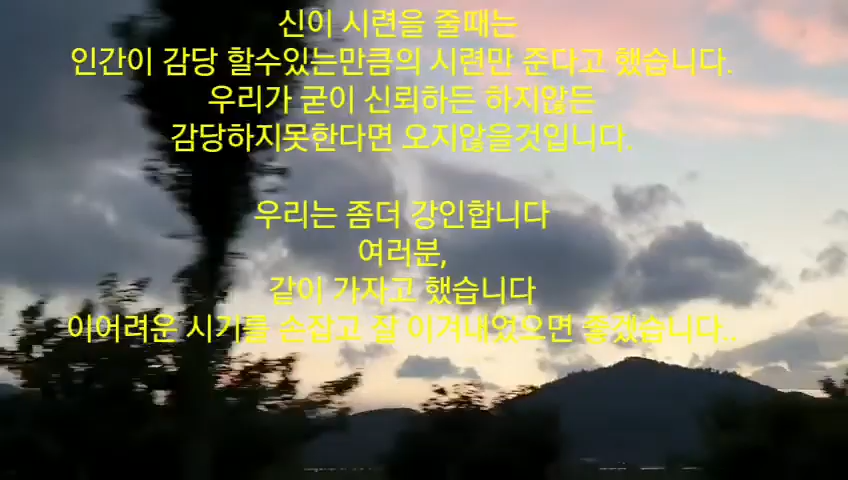 신이 시련을 줄때는
인간이 감당 할수있는만큼의 시련만 준다고 했습니다.
우리가 굳이 신뢰하든 하지않든
감당하지못한다면 오지않을것입니다.
우리는 좀더 강인합니다
여러분,
같이 가자고 했습니다
이어려운 시기를 손잡고 잘 이겨내었으면 좋겠습니다..